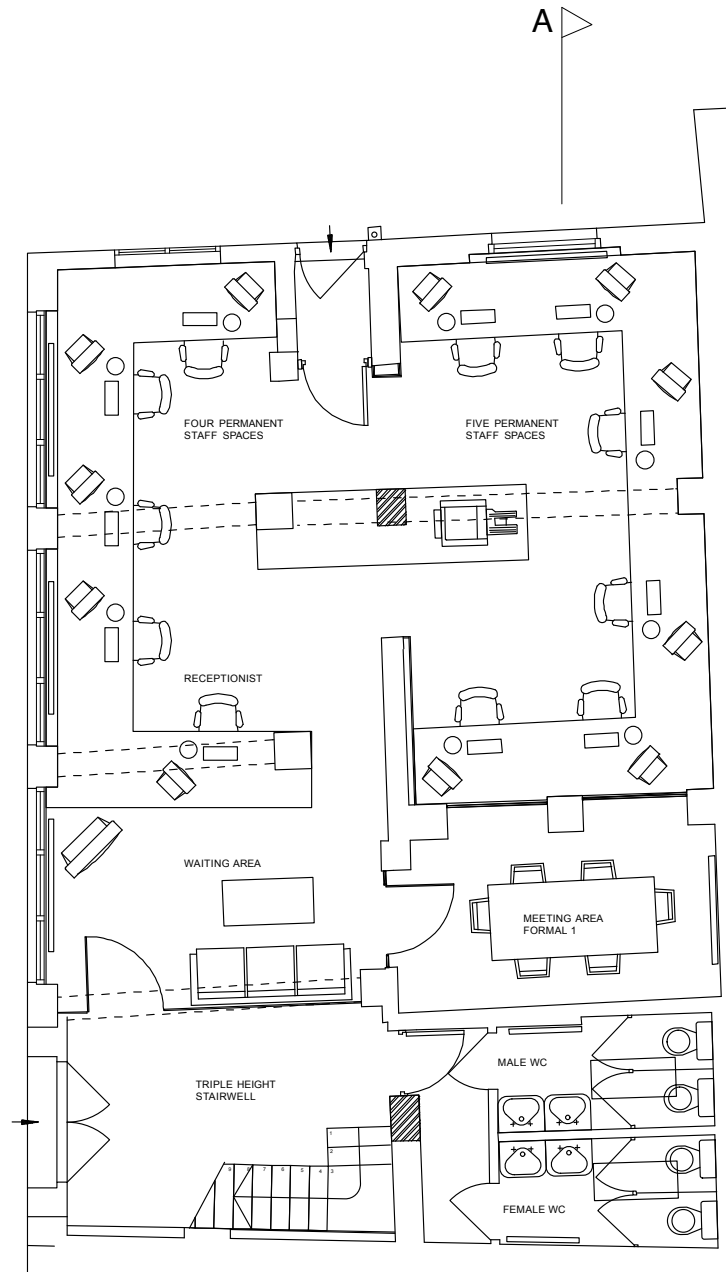 A
FOUR PERMANENT
STAFF SPACES
FIVE PERMANENT
STAFF SPACES
RECEPTIONIST
WAITING AREA
MEETING AREA
FORMAL 1
MALE WC
TRIPLE HEIGHT
STAIRWELL
1
2
9 8 7 6 5 4 3
FEMALE WC